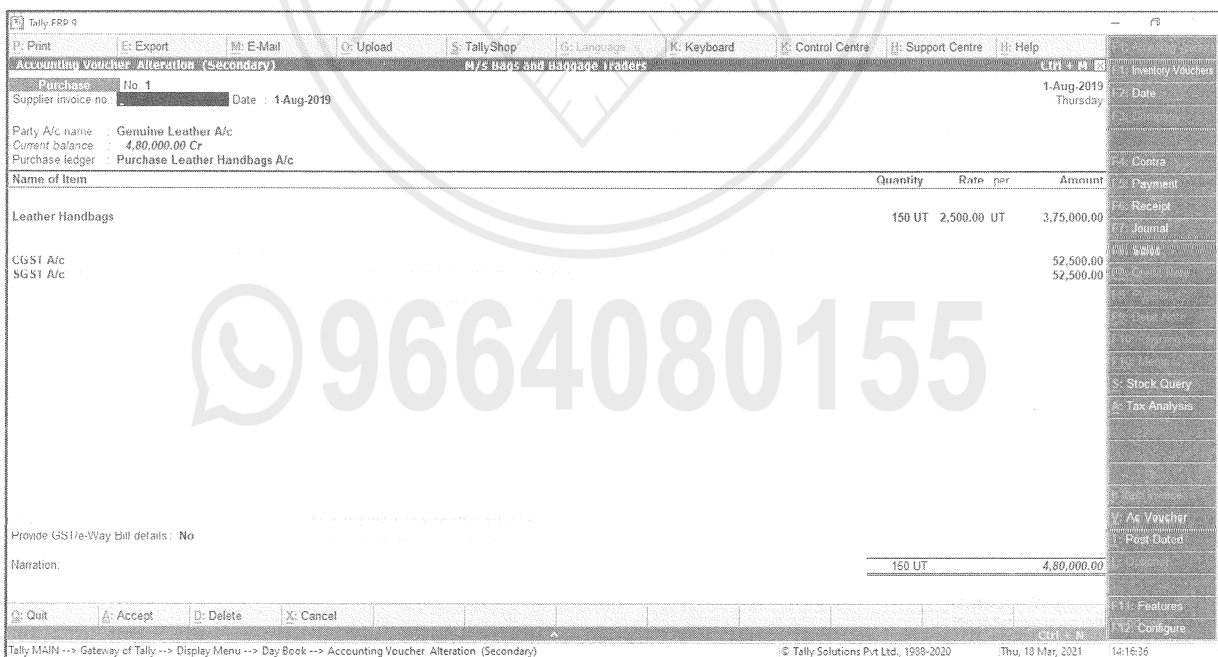 Tally.ERP 9
P: Print E: Export M: E-Mail O: Upload S: TallyShop G: Language K: Keyboard K: Control Centre H: Support Centre H: Help
Accounting Voucher Alteration (Secondary) M/s Bags and Baggage Traders Ctrl + M
F1: Inventory Vouchers
Purchase No. 1 1-Aug-2019
F2: Date
Supplier invoice no.: Date : 1-Aug-2019 Thursday
Party A/c name : Genuine Leather A/c
Current balance : 4,80,000.00 Cr
Purchase ledger : Purchase Leather Handbags A/c
F4: Contra
Name of Item Quantity Rate per Amount
F5: Payment
F6: Receipt
Leather Handbags 150 UT 2,500.00 UT 3,75,000.00
F7: Journal
CGST A/c 52,500.00
SGST A/c 52,500.00
9664080155
S: Stock Query
A: Tax Analysis
V: As Voucher
Provide GST/e-Way Bill details : No
T: Post Dated
Narration: 150 UT 4,80,000.00
F11: Features
Q: Quit A: Accept D: Delete X: Cancel
F12: Configure
Ctrl + N
Tally MAIN --> Gateway of Tally --> Display Menu --> Day Book --> Accounting Voucher Alteration (Secondary) © Tally Solutions Pvt Ltd., 1988-2020 Thu, 18 Mar, 2021 14:16:36